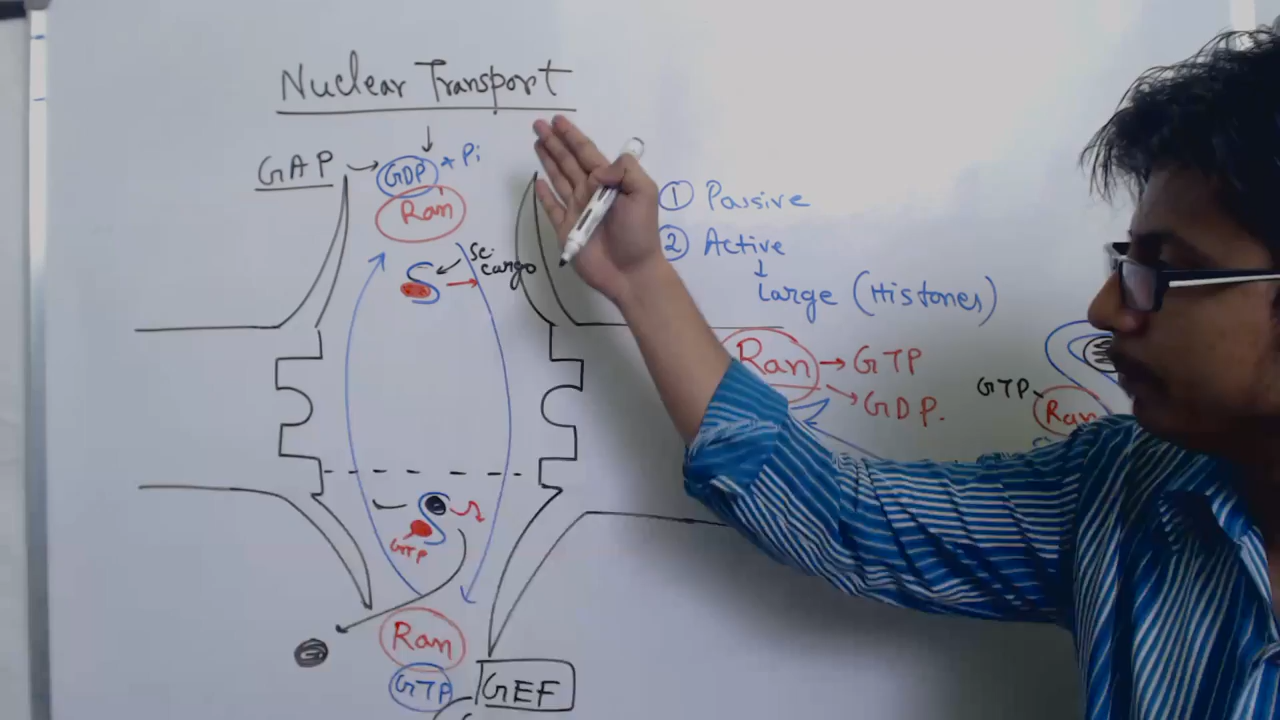 Nuclear Transport
GAP → GDP + Pi
Ran
Se.
cargo
① Passive
② Active
Large (Histones)
Ran → GTP
→ GDP.
GTP
Ran
GTP
Ran
GTP
GEF